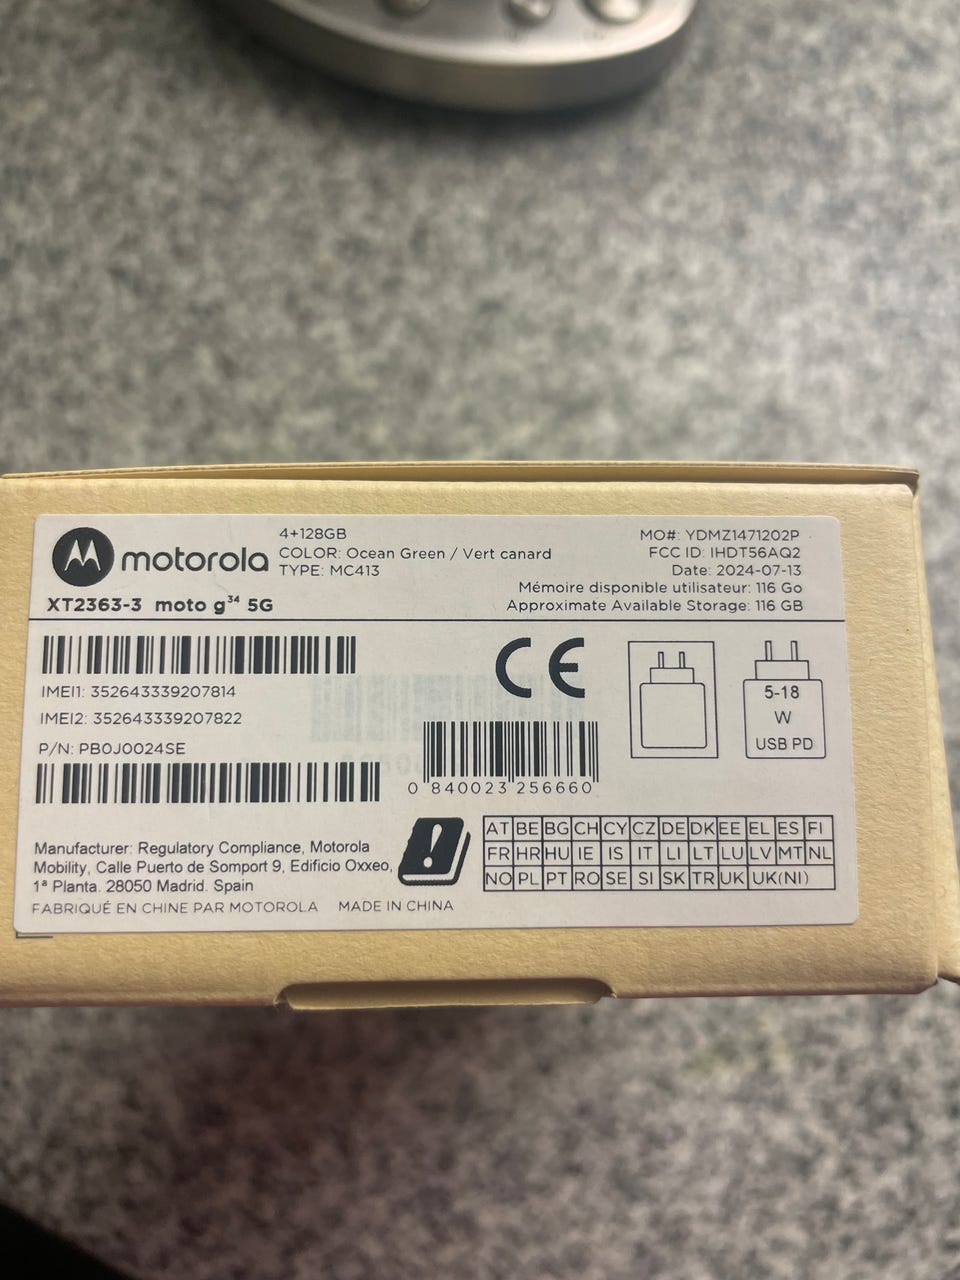 motorola
4+128GB
COLOR: Ocean Green / Vert canard
TYPE: MC413
XT2363-3 moto g³⁴ 5G
MO#: YDMZ1471202P
FCC ID: IHDT56AQ2
Date: 2024-07-13
Mémoire disponible utilisateur: 116 Go
Approximate Available Storage: 116 GB
IMEI1: 352643339207814
IMEI2: 352643339207822
P/N: PB0J0024SE
CE
0 840023 256660
5-18
W
USB PD
Manufacturer: Regulatory Compliance, Motorola
Mobility, Calle Puerto de Somport 9, Edificio Oxxeo,
1ª Planta. 28050 Madrid. Spain
FABRIQUÉ EN CHINE PAR MOTOROLA MADE IN CHINA
!
AT BE BG CH CY CZ DE DK EE EL ES FI
FR HR HU IE IS IT LI LT LU LV MT NL
NO PL PT RO SE SI SK TR UK UK(NI)